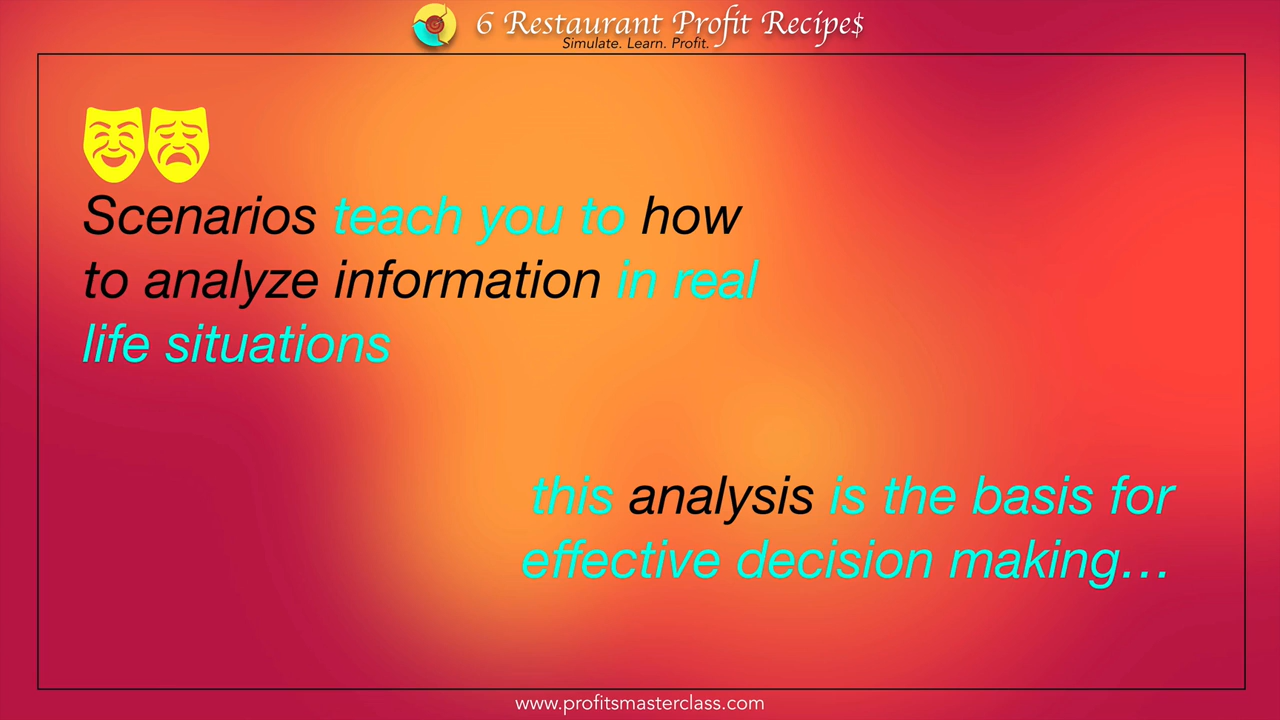 6 Restaurant Profit Recipe$
Simulate. Learn. Profit.
Scenarios teach you to how
to analyze information in real
life situations
this analysis is the basis for
effective decision making...
www.profitsmasterclass.com